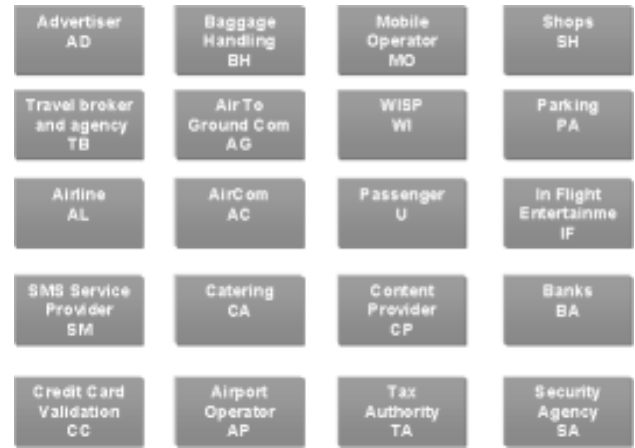 Advertiser
AD
Baggage
Handling
BH
Mobile
Operator
MO
Shops
SH
Travel broker
and agency
TB
Air To
Ground Com
AG
WISP
WI
Parking
PA
Airline
AL
AirCom
AC
Passenger
U
In Flight
Entertainme
IF
SMS Service
Provider
SM
Catering
CA
Content
Provider
CP
Banks
BA
Credit Card
Validation
CC
Airport
Operator
AP
Tax
Authority
TA
Security
Agency
SA